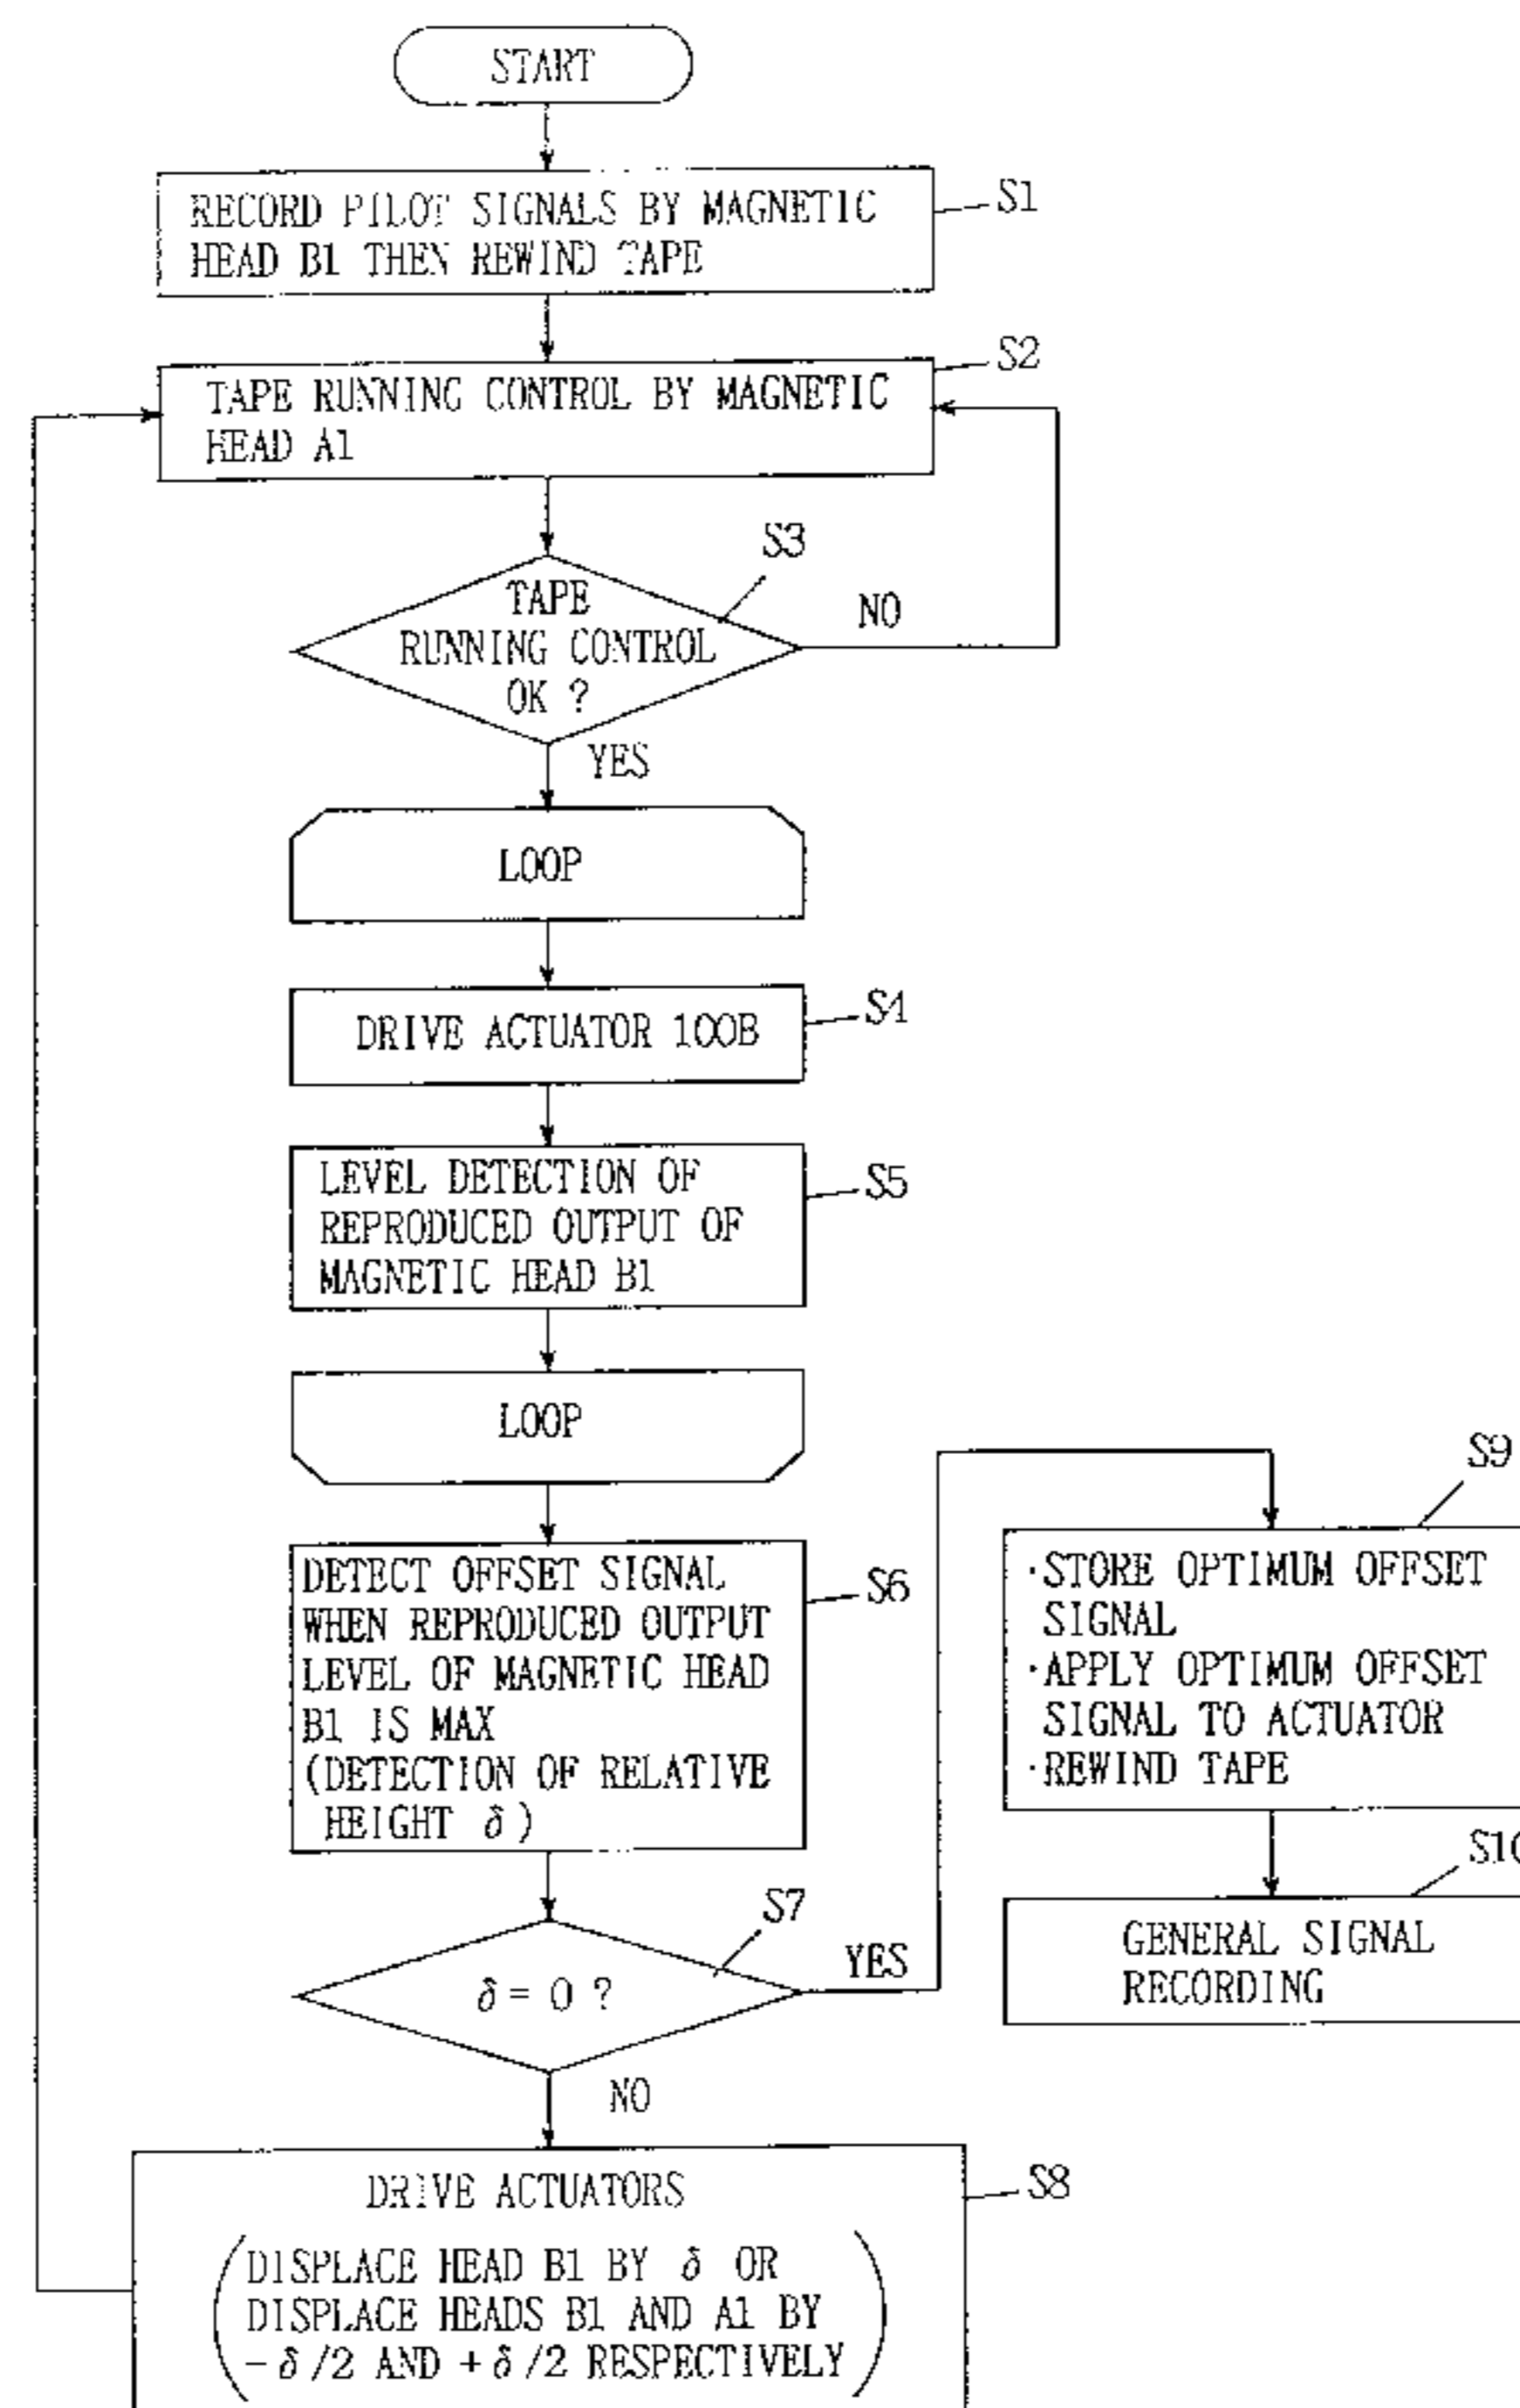 START
RECORD PILOT SIGNALS BY MAGNETIC
HEAD B1 THEN REWIND TAPE
S1
TAPE RUNNING CONTROL BY MAGNETIC
HEAD A1
S2
TAPE
RUNNING CONTROL
OK ?
S3
NO
YES
LOOP
DRIVE ACTUATOR 100B
S4
LEVEL DETECTION OF
REPRODUCED OUTPUT OF
MAGNETIC HEAD B1
S5
LOOP
DETECT OFFSET SIGNAL
WHEN REPRODUCED OUTPUT
LEVEL OF MAGNETIC HEAD
B1 IS MAX
(DETECTION OF RELATIVE
HEIGHT δ)
S6
δ = 0 ?
S7
YES
NO
DRIVE ACTUATORS
(DISPLACE HEAD B1 BY δ OR
DISPLACE HEADS B1 AND A1 BY
-δ/2 AND +δ/2 RESPECTIVELY)
S8
·STORE OPTIMUM OFFSET
SIGNAL
·APPLY OPTIMUM OFFSET
SIGNAL TO ACTUATOR
·REWIND TAPE
S9
GENERAL SIGNAL
RECORDING